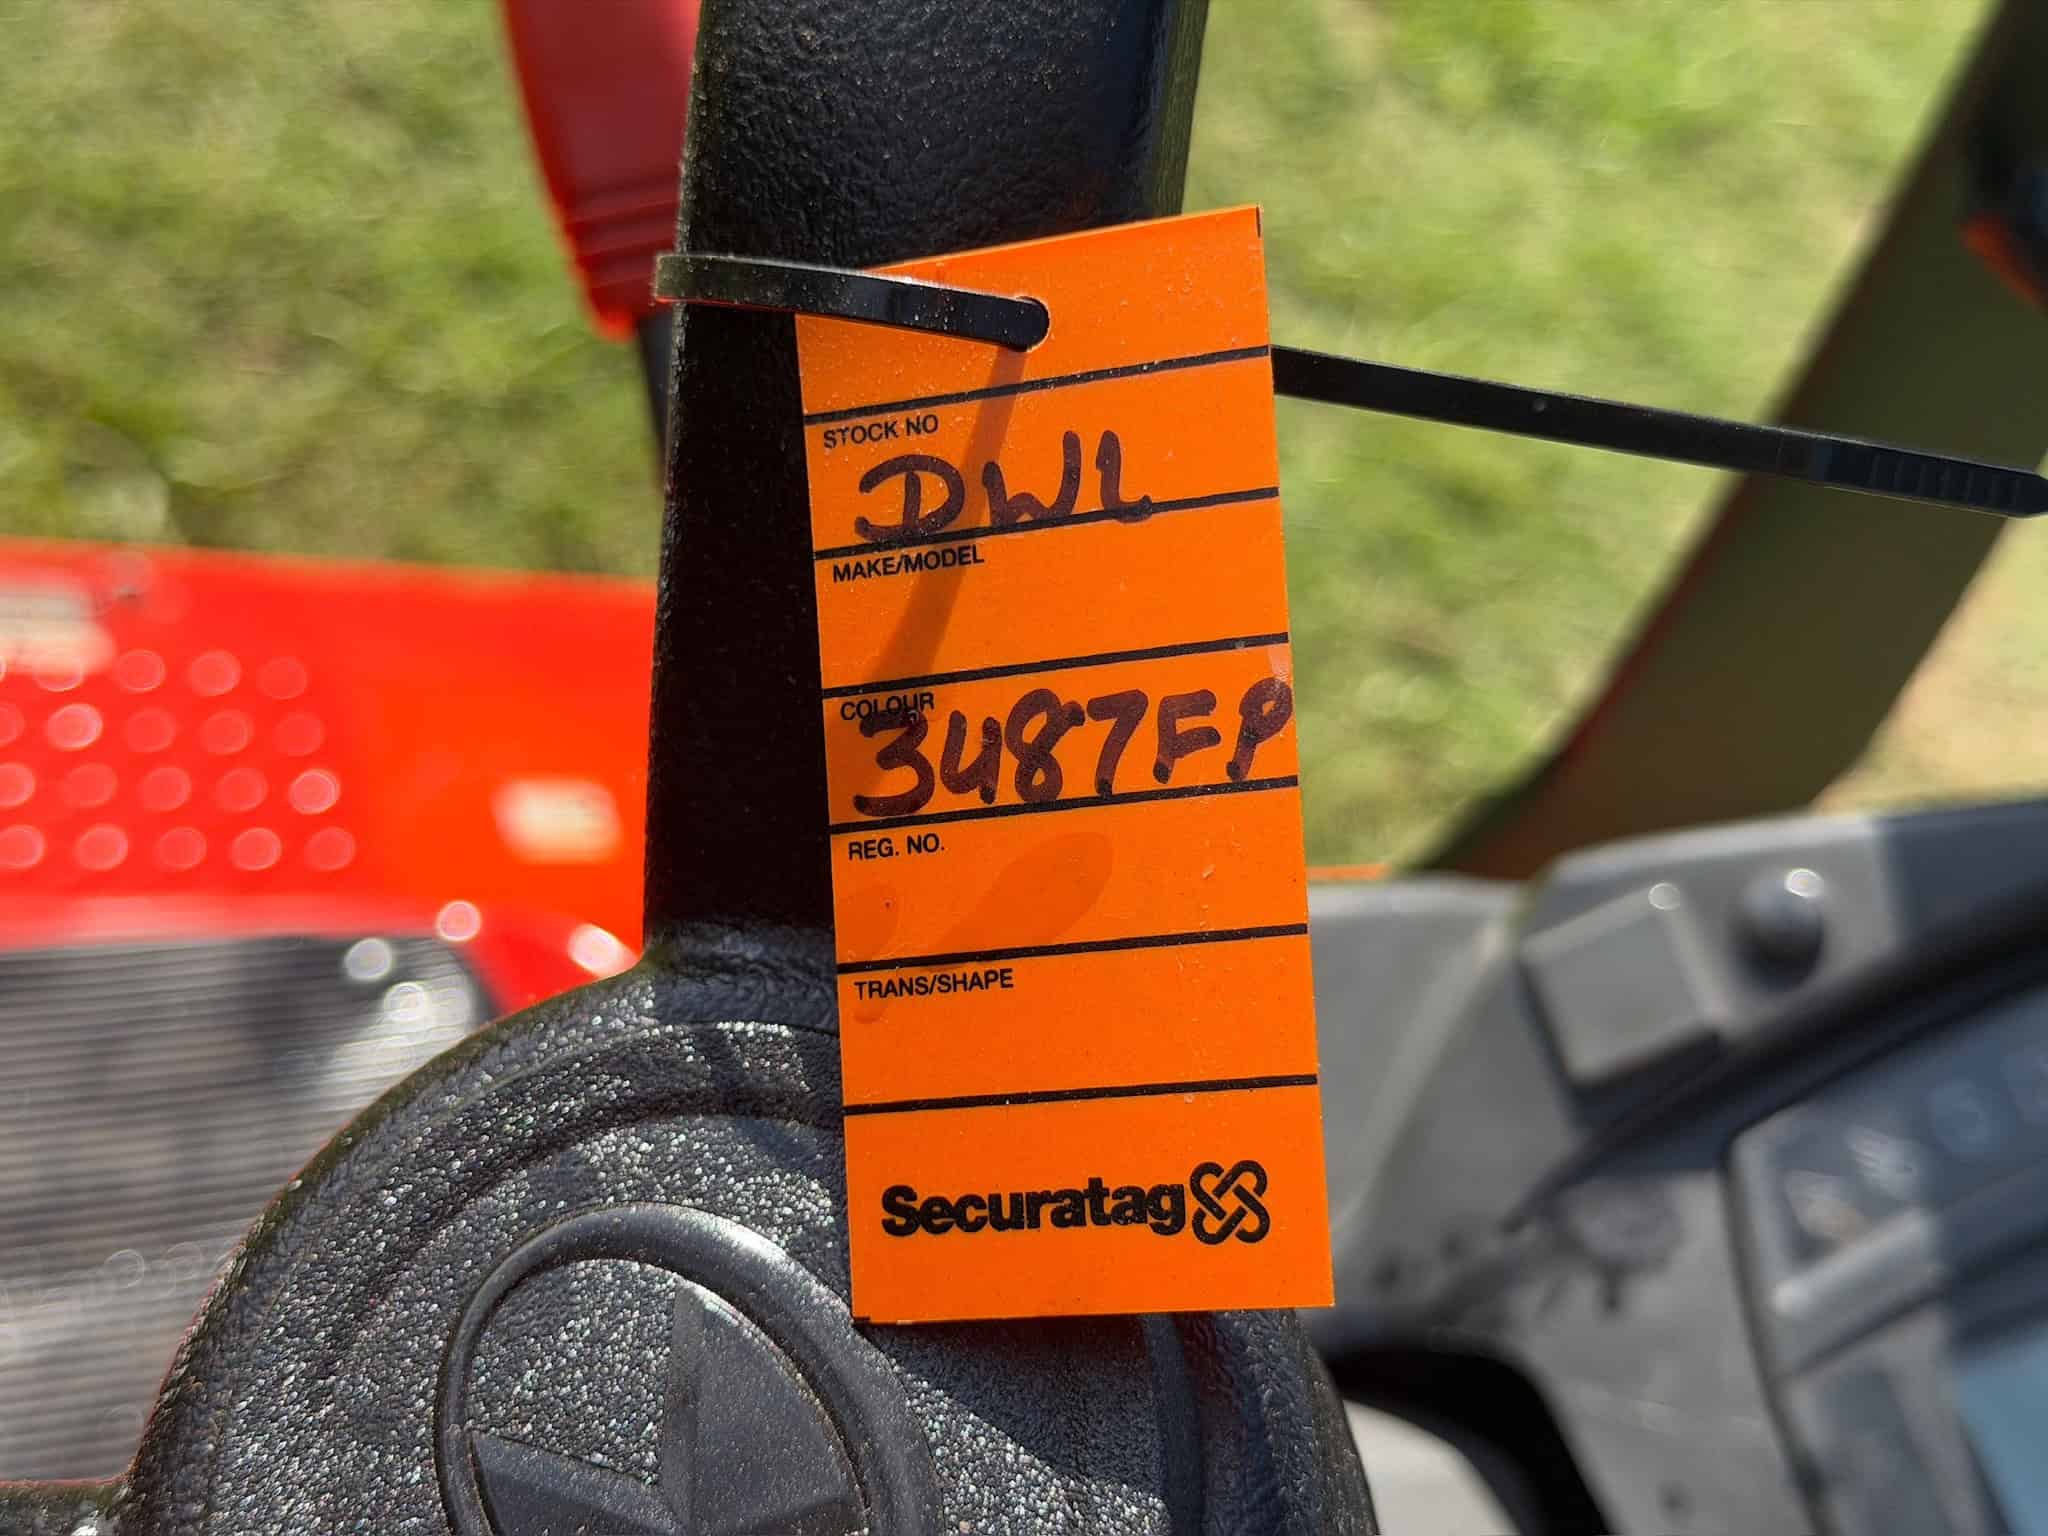 STOCK NO
DWL
MAKE/MODEL
COLOUR
3487FP
REG. NO.
TRANS/SHAPE
Securatag